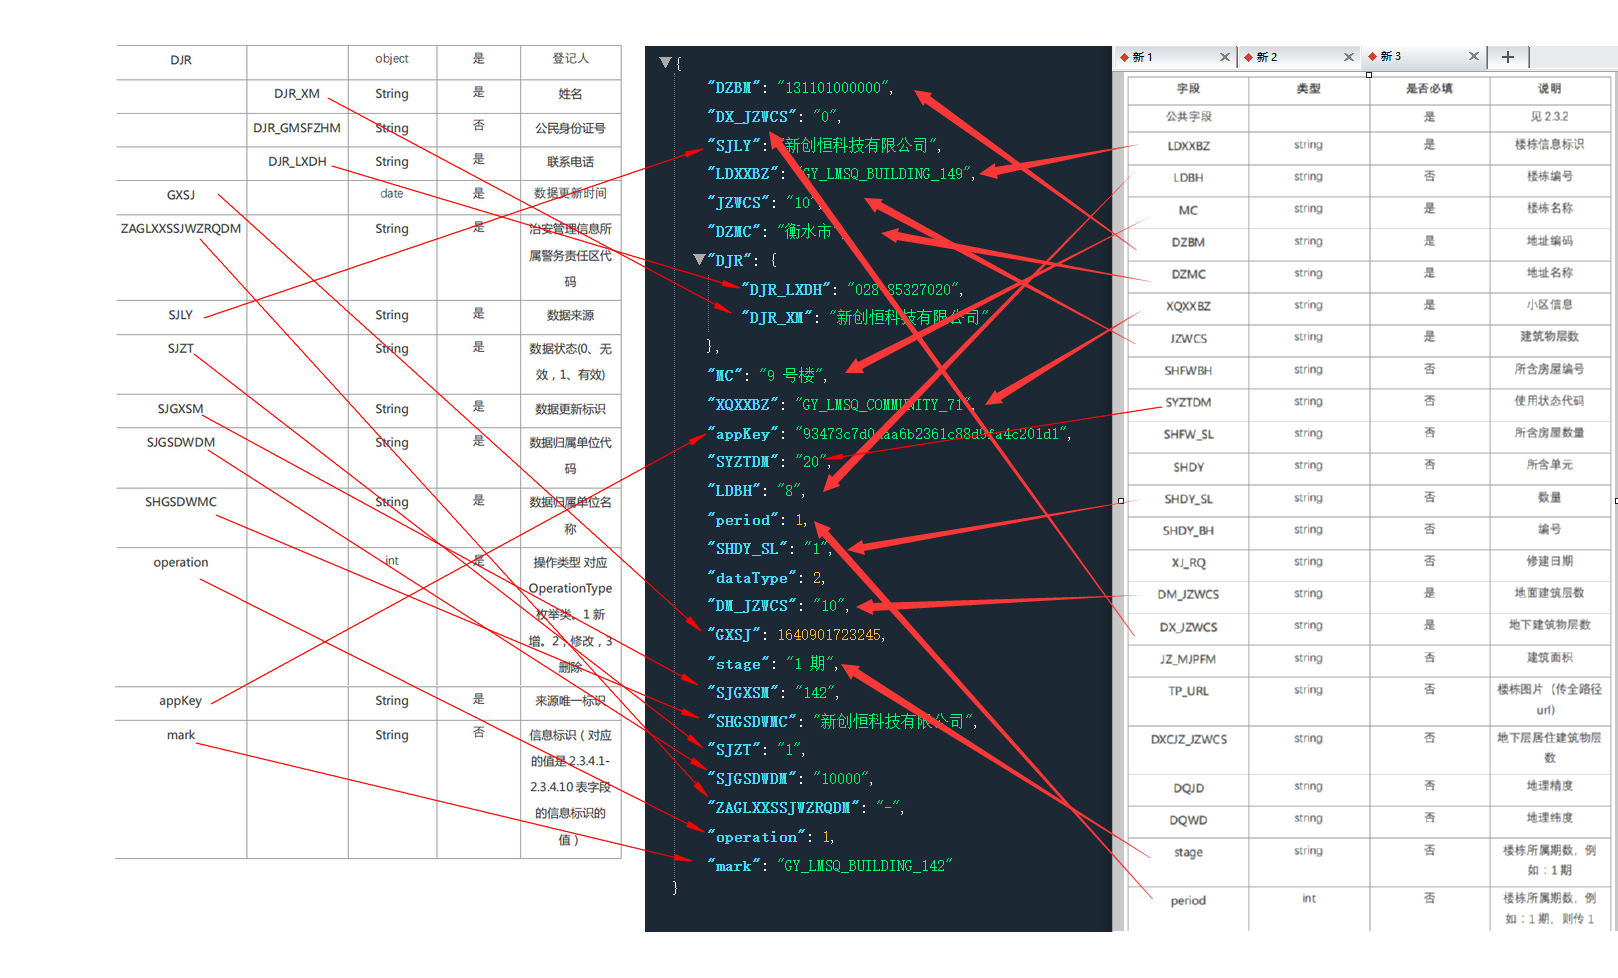 DJR object 是 登记人
DJR_XM String 是 姓名
DJR_GMSFZHM String 否 公民身份证号
DJR_LXDH String 是 联系电话
GXSJ date 是 数据更新时间
ZAGLXXSSJWZRQDM String 是 治安管理信息所
属警务责任区代
码
SJLY String 是 数据来源
SJZT String 是 数据状态(0、无
效，1、有效)
SJGXSM String 是 数据更新标识
SJGSDWDM String 是 数据归属单位代
码
SHGSDWMC String 是 数据归属单位名
称
operation int 是 操作类型 对应
OperationType
枚举类。1 新
增。2，修改，3
删除
appKey String 是 来源唯一标识
mark String 否 信息标识（对应
的值是 2.3.4.1-
2.3.4.10 表字段
的信息标识的
值）
{
"DZBM": "131101000000",
"DX_JZWCS": "0",
"SJLY": "新创恒科技有限公司",
"LDXXBZ": "GY_LMSQ_BUILDING_149",
"JZWCS": "10",
"DZMC": "衡水市",
"DJR": {
"DJR_LXDH": "028-85327020",
"DJR_XM": "新创恒科技有限公司"
},
"MC": "9 号楼",
"XQXXBZ": "GY_LMSQ_COMMUNITY_71",
"appKey":
"SYZTDM": "20",
"LDBH": "8",
"period": 1,
"SHDY_SL": "1",
"dataType": 2,
"DM_JZWCS": "10",
"GXSJ": 1640901723245,
"stage": "1 期",
"SJGXSM": "142",
"SHGSDWMC": "新创恒科技有限公司",
"SJZT": "1",
"SJGSDWDM": "10000",
"ZAGLXXSSJWZRQDM": "-",
"operation": 1,
"mark": "GY_LMSQ_BUILDING_142"
}
新 1 新 2 新 3
字段 类型 是否必填 说明
公共字段 是 见 2.3.2
LDXXBZ string 是 楼栋信息标识
LDBH string 否 楼栋编号
MC string 是 楼栋名称
DZBM string 是 地址编码
DZMC string 是 地址名称
XQXXBZ string 是 小区信息
JZWCS string 是 建筑物层数
SHFWBH string 否 所含房屋编号
SYZTDM string 否 使用状态代码
SHFW_SL string 否 所含房屋数量
SHDY string 否 所含单元
SHDY_SL string 否 数量
SHDY_BH string 否 编号
XJ_RQ string 否 修建日期
DM_JZWCS string 是 地面建筑层数
DX_JZWCS string 是 地下建筑物层数
JZ_MJPFM string 否 建筑面积
TP_URL string 否 楼栋图片（传全路径
url）
DXCJZ_JZWCS string 否 地下层居住建筑物层
数
DQJD string 否 地理精度
DQWD string 否 地理纬度
stage string 否 楼栋所属期数，例
如：1 期
period int 否 楼栋所属期数，例
如：1 期，则传 1